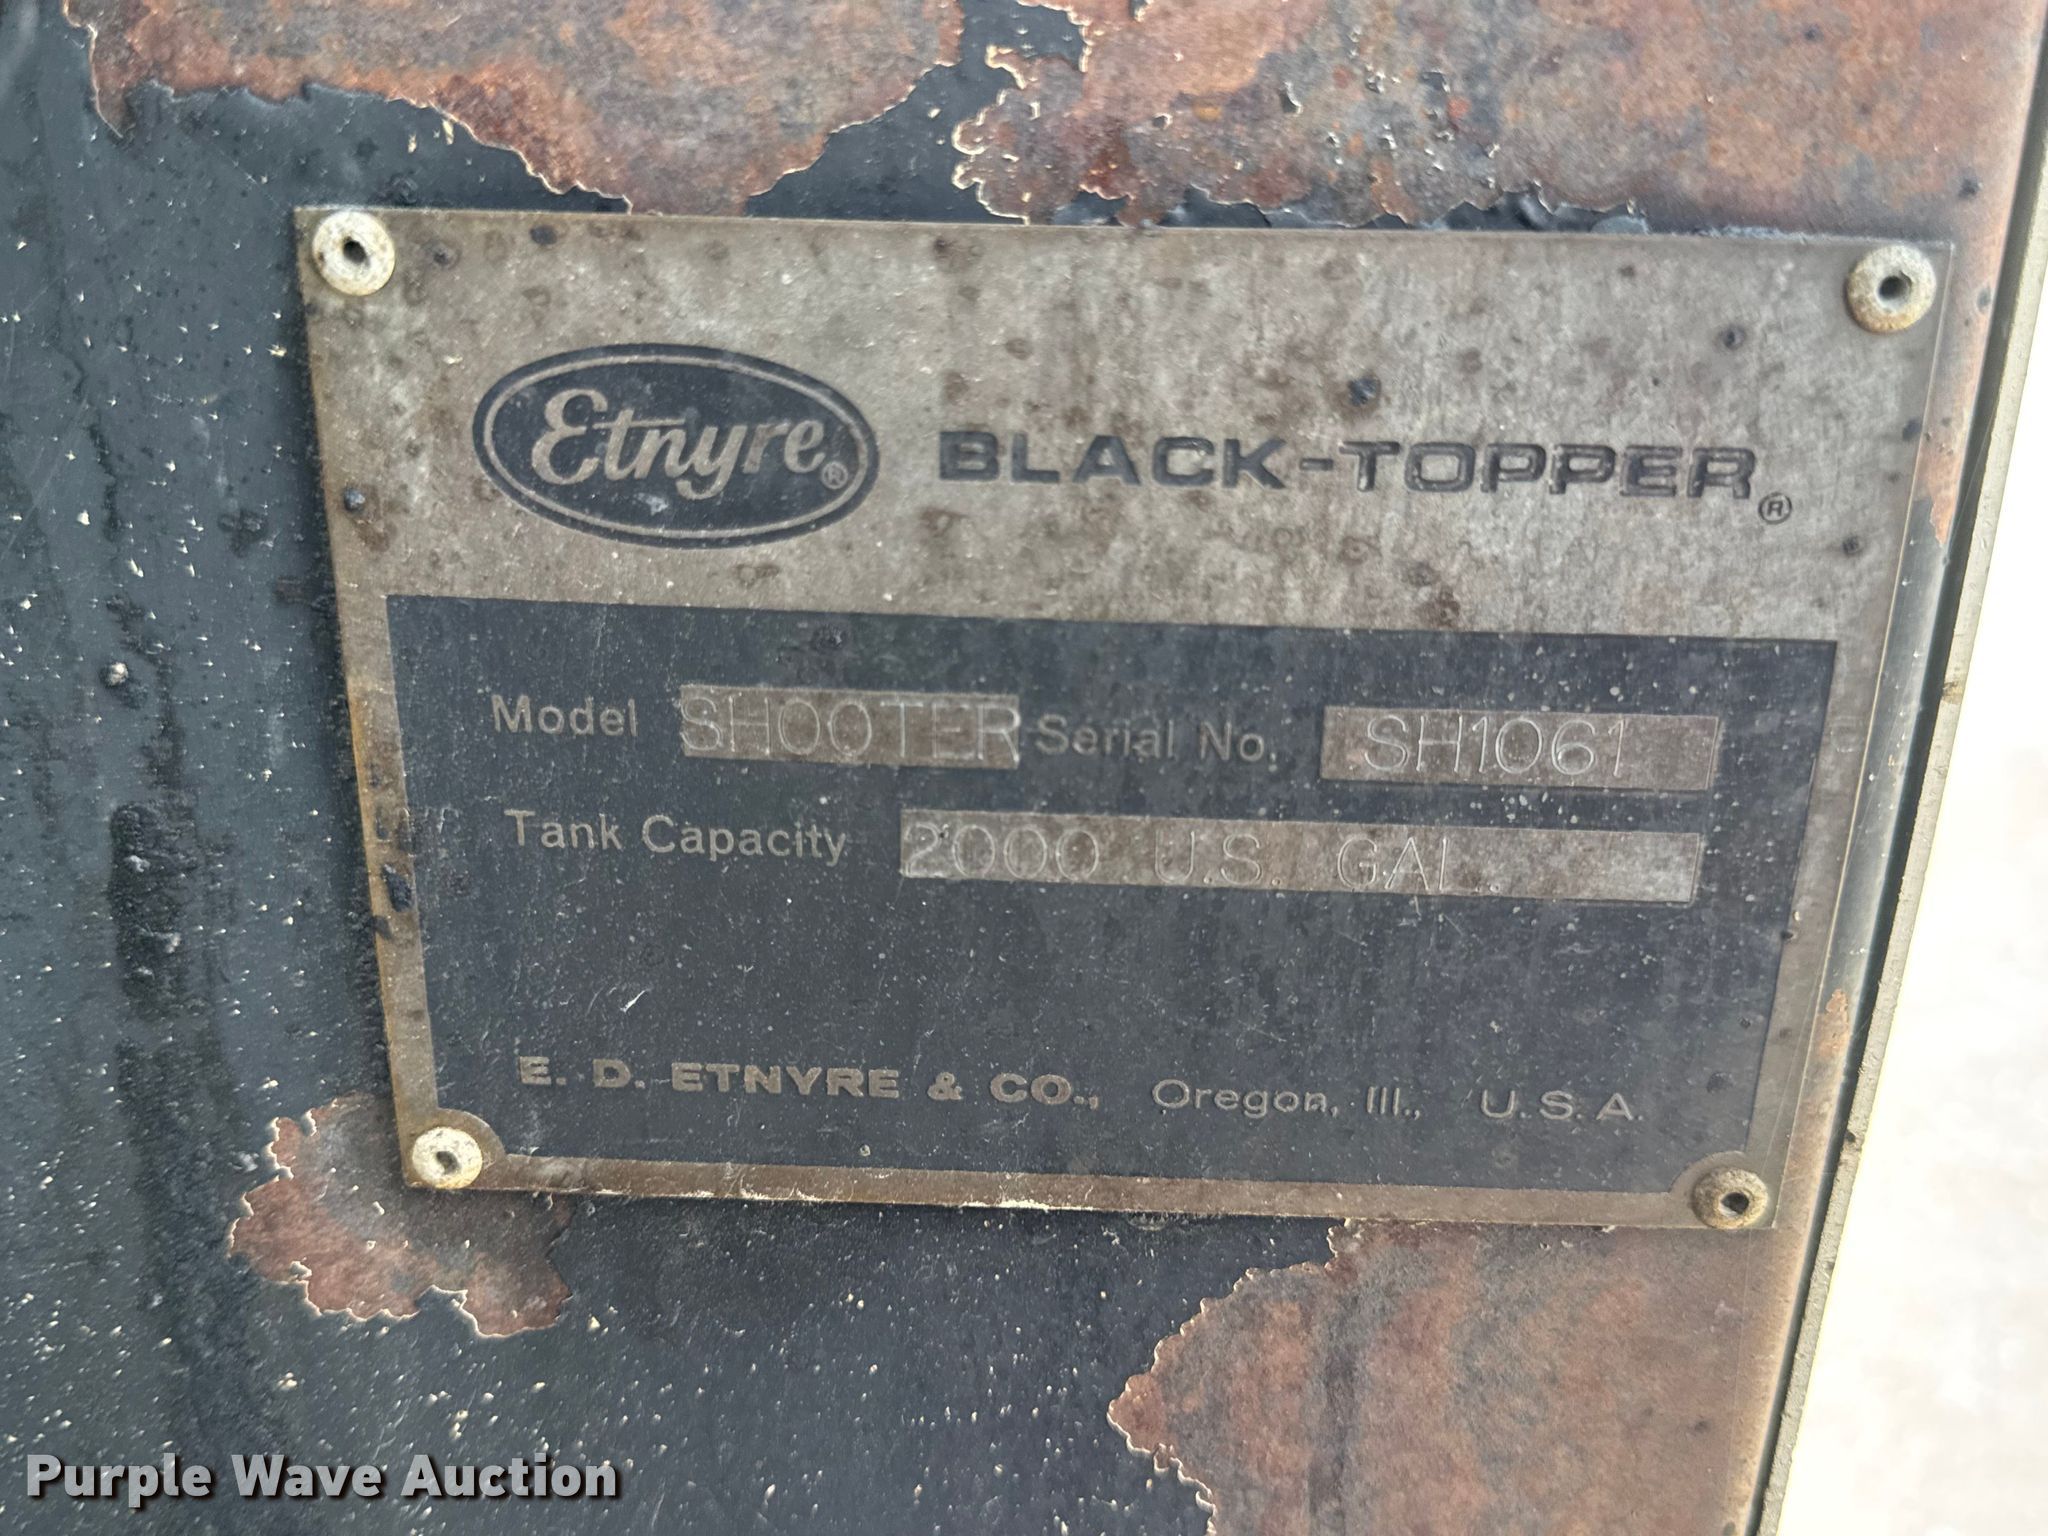 Etnyre® BLACK-TOPPER®
Model SHOOTER Serial No. SH1061
Tank Capacity 2000 U.S. GAL.
E. D. ETNYRE & CO., Oregon, Ill., U.S.A.
Purple Wave Auction